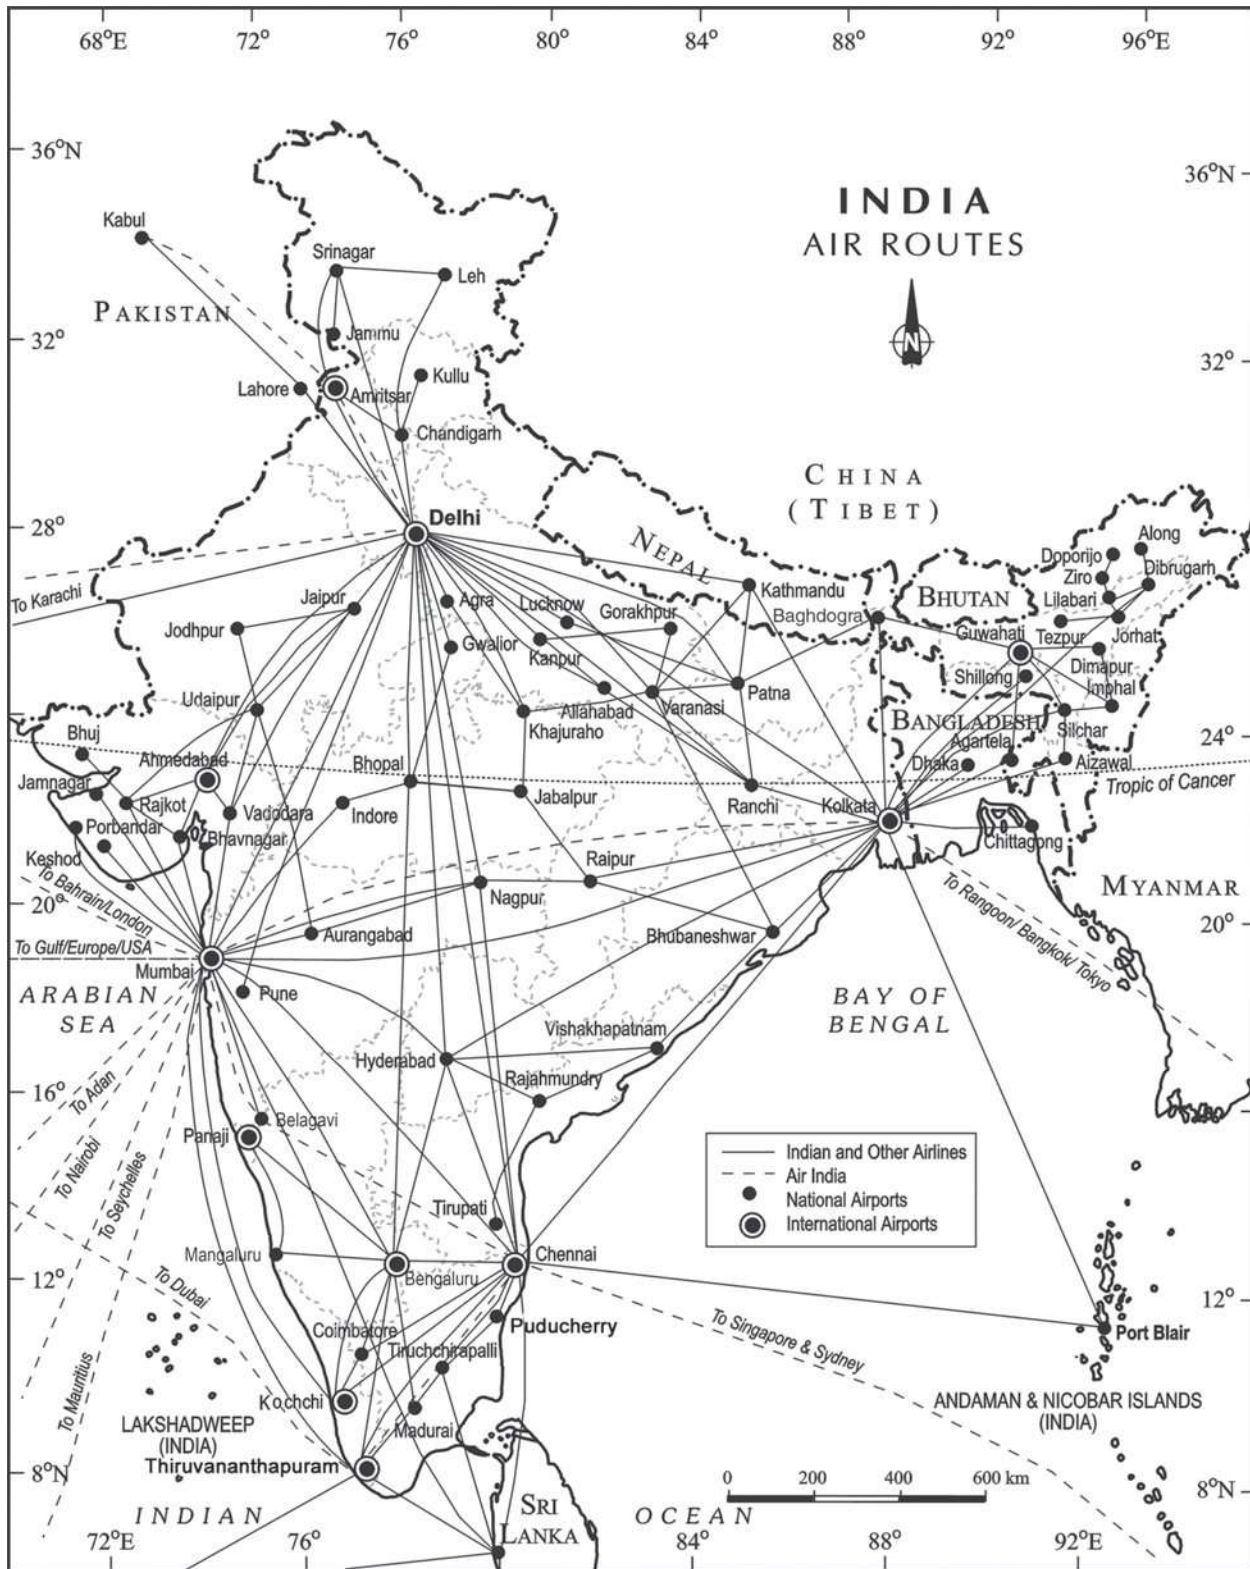 68°E
72°
76°
80°
84°
88°
92°
96°E
36°N
36°N
INDIA
AIR ROUTES
Kabul
Srinagar
Leh
PAKISTAN
Jammu
N
32°
32°
Lahore
Amritsar
Kullu
Chandigarh
CHINA
(TIBET)
28°
Delhi
NEPAL
Along
Doporijo
Dibrugarh
Ziro
To Karachi
Jaipur
Agra
Lucknow
Gorakhpur
Kathmandu
Baghdogra
BHUTAN
Lilabari
Jodhpur
Gwalior
Kanpur
Guwahati
Tezpur
Jorhat
Shillong
Dimapur
Imphal
Udaipur
Allahabad
Varanasi
Patna
Khajuraho
BANGLADESH
Silchar
24°
Bhuj
Ahmedabad
Bhopal
Agartela
Dhaka
Aizawal
Jamnagar
Rajkot
Vadodara
Indore
Jabalpur
Ranchi
Kolkata
Tropic of Cancer
Porbandar
Bhavnagar
Chittagong
Keshod
Raipur
To Bahrain/London
Nagpur
MYANMAR
20°
20°
Aurangabad
Bhubaneshwar
To Rangoon/ Bangkok/ Tokyo
To Gulf/Europe/USA
Mumbai
Pune
ARABIAN
SEA
BAY OF
BENGAL
Vishakhapatnam
Hyderabad
Rajahmundry
16°
To Adan
Belagavi
Panaji
Indian and Other Airlines
Air India
National Airports
International Airports
To Nairobi
To Seychelles
Tirupati
Mangaluru
Bengaluru
Chennai
12°
12°
To Dubai
Coimbatore
Puducherry
To Singapore & Sydney
Port Blair
Tiruchchirapalli
To Mauritius
Kochchi
Madurai
LAKSHADWEEP
(INDIA)
ANDAMAN & NICOBAR ISLANDS
(INDIA)
8°N
Thiruvananthapuram
8°N
0
200
400
600 km
INDIAN
SRI
LANKA
OCEAN
72°E
76°
84°
88°
92°E